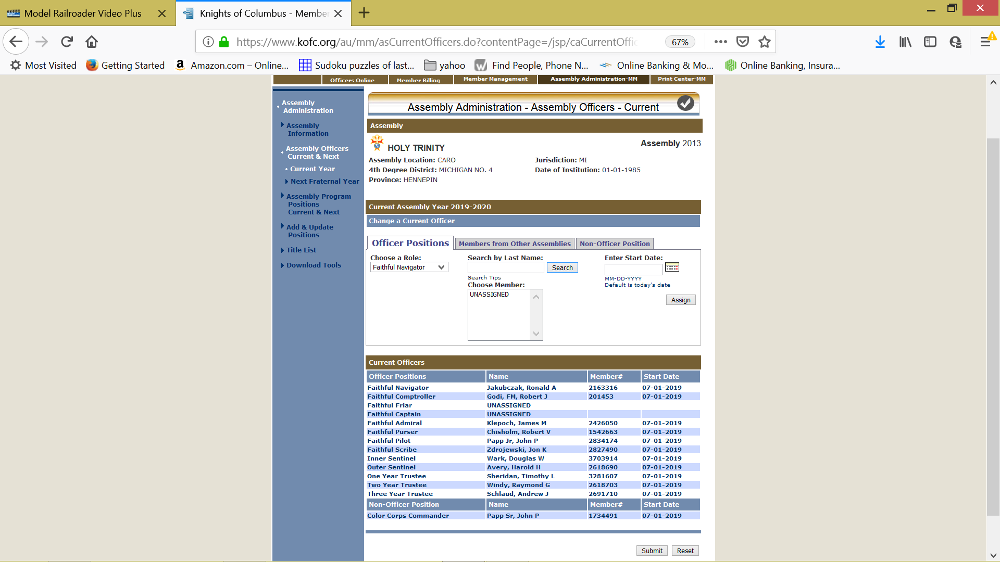 Model Railroader Video Plus
Knights of Columbus - Membe
https://www.kofc.org/au/mm/asCurrentOfficers.do?contentPage=/jsp/caCurrentOffic
67%
Most Visited
Getting Started
Amazon.com – Online...
Sudoku puzzles of last...
yahoo
Find People, Phone N...
Online Banking & Mo...
Online Banking, Insura...
Officers Online
Member Billing
Member Management
Assembly Administration-MM
Print Center-MM
Assembly
Administration
Assembly
Information
Assembly Officers
Current & Next
Current Year
Next Fraternal Year
Assembly Program
Positions
Current & Next
Add & Update
Positions
Title List
Download Tools
Assembly Administration - Assembly Officers - Current
Assembly
HOLY TRINITY
Assembly 2013
Assembly Location: CARO
Jurisdiction: MI
4th Degree District: MICHIGAN NO. 4
Date of Institution: 01-01-1985
Province: HENNEPIN
Current Assembly Year 2019-2020
Change a Current Officer
Officer Positions
Members from Other Assemblies
Non-Officer Position
Choose a Role:
Faithful Navigator
Search by Last Name:
Search
Search Tips
Choose Member:
UNASSIGNED
Enter Start Date:
MM-DD-YYYY
Default is today's date
Assign
Current Officers
Officer Positions Name Member# Start Date
Faithful Navigator Jakubczak, Ronald A 2163316 07-01-2019
Faithful Comptroller Godi, FM, Robert J 201453 07-01-2019
Faithful Friar UNASSIGNED
Faithful Captain UNASSIGNED
Faithful Admiral Klepoch, James M 2426050 07-01-2019
Faithful Purser Chisholm, Robert V 1542663 07-01-2019
Faithful Pilot Papp Jr, John P 2834174 07-01-2019
Faithful Scribe Zdrojewski, Jon K 2827490 07-01-2019
Inner Sentinel Wark, Douglas W 3703914 07-01-2019
Outer Sentinel Avery, Harold H 2618690 07-01-2019
One Year Trustee Sheridan, Timothy L 3281607 07-01-2019
Two Year Trustee Windy, Raymond G 2618703 07-01-2019
Three Year Trustee Schlaud, Andrew J 2691710 07-01-2019
Non-Officer Position Name Member# Start Date
Color Corps Commander Papp Sr, John P 1734491 07-01-2019
Submit
Reset